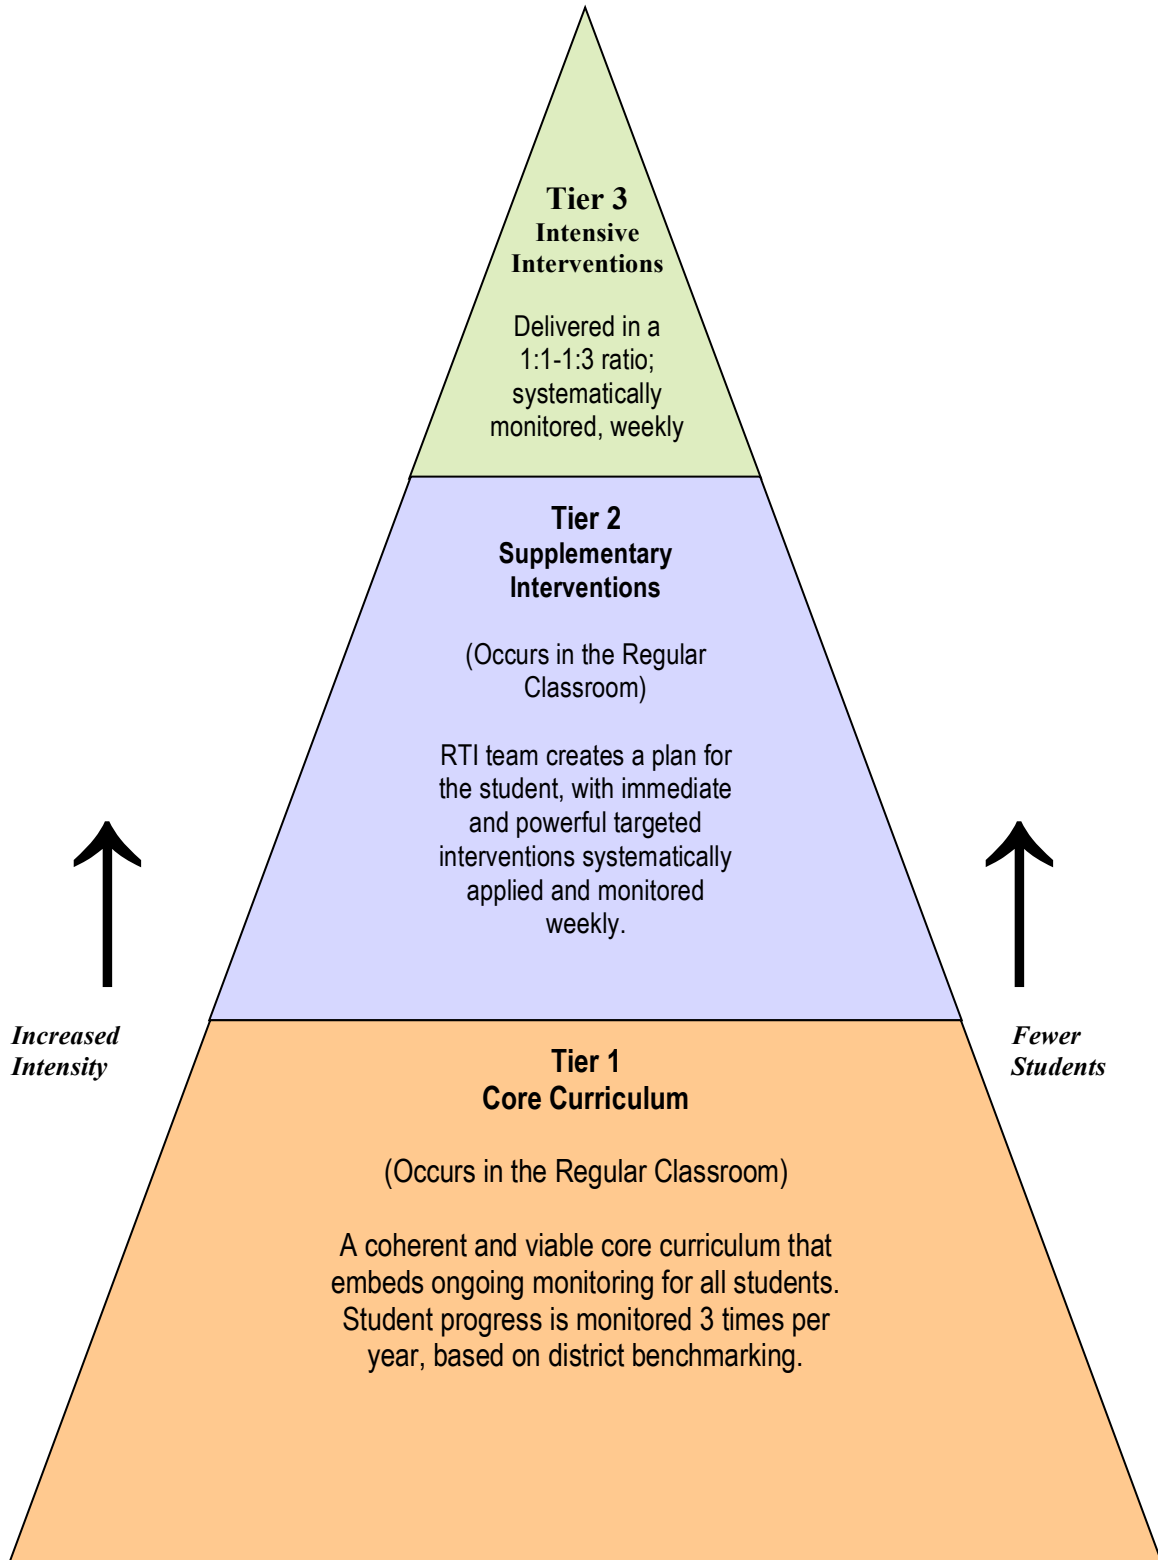 Tier 3
Intensive
Interventions
Delivered in a
1:1-1:3 ratio;
systematically
monitored, weekly
Tier 2
Supplementary
Interventions
(Occurs in the Regular
Classroom)
RTI team creates a plan for
the student, with immediate
and powerful targeted
interventions systematically
applied and monitored
weekly.
Increased
Intensity
Fewer
Students
Tier 1
Core Curriculum
(Occurs in the Regular Classroom)
A coherent and viable core curriculum that
embeds ongoing monitoring for all students.
Student progress is monitored 3 times per
year, based on district benchmarking.